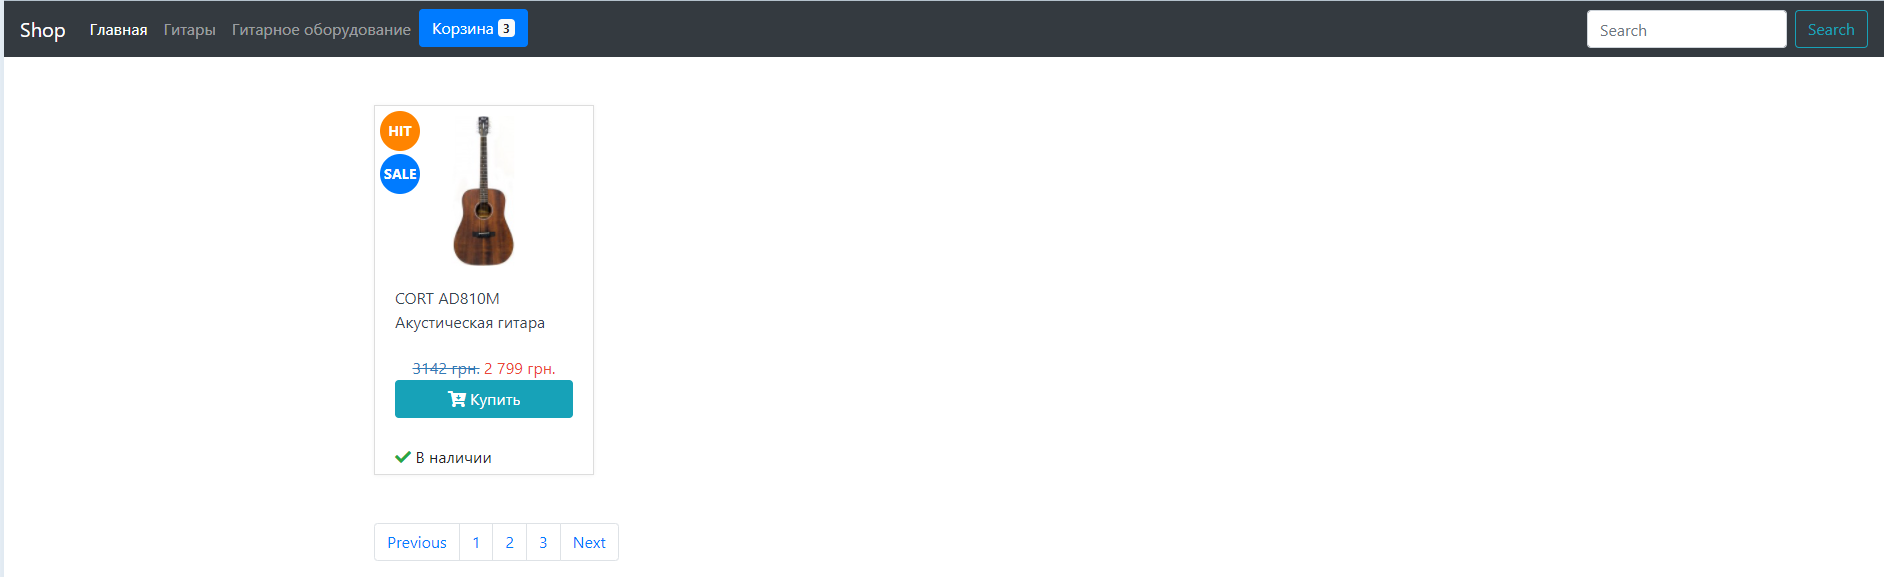 Shop Главная Гитары Гитарное оборудование Корзина 3 Search Search
HIT
SALE
CORT AD810M
Акустическая гитара
3142 грн. 2 799 грн.
Купить
В наличии
Previous 1 2 3 Next